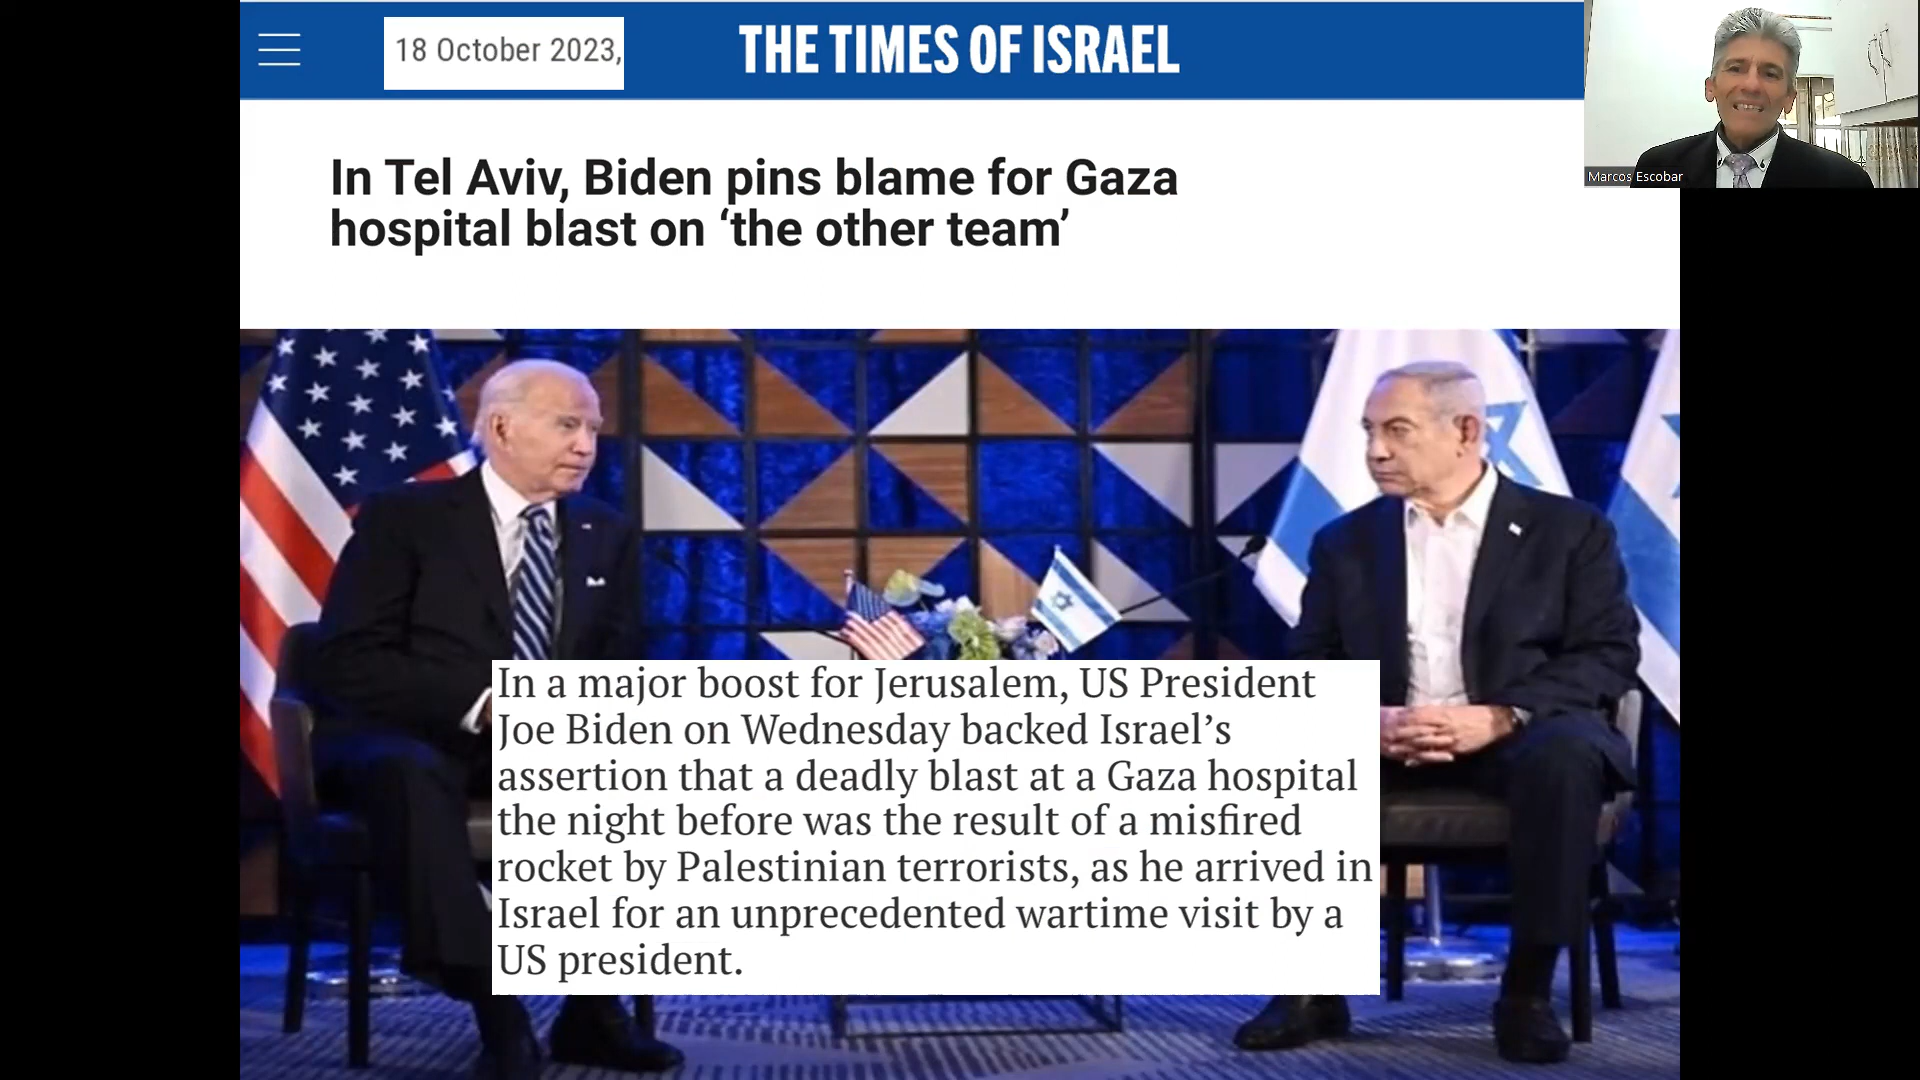 18 October 2023,
THE TIMES OF ISRAEL
Marcos Escobar
In Tel Aviv, Biden pins blame for Gaza
hospital blast on ‘the other team’
In a major boost for Jerusalem, US President
Joe Biden on Wednesday backed Israel’s
assertion that a deadly blast at a Gaza hospital
the night before was the result of a misfired
rocket by Palestinian terrorists, as he arrived in
Israel for an unprecedented wartime visit by a
US president.